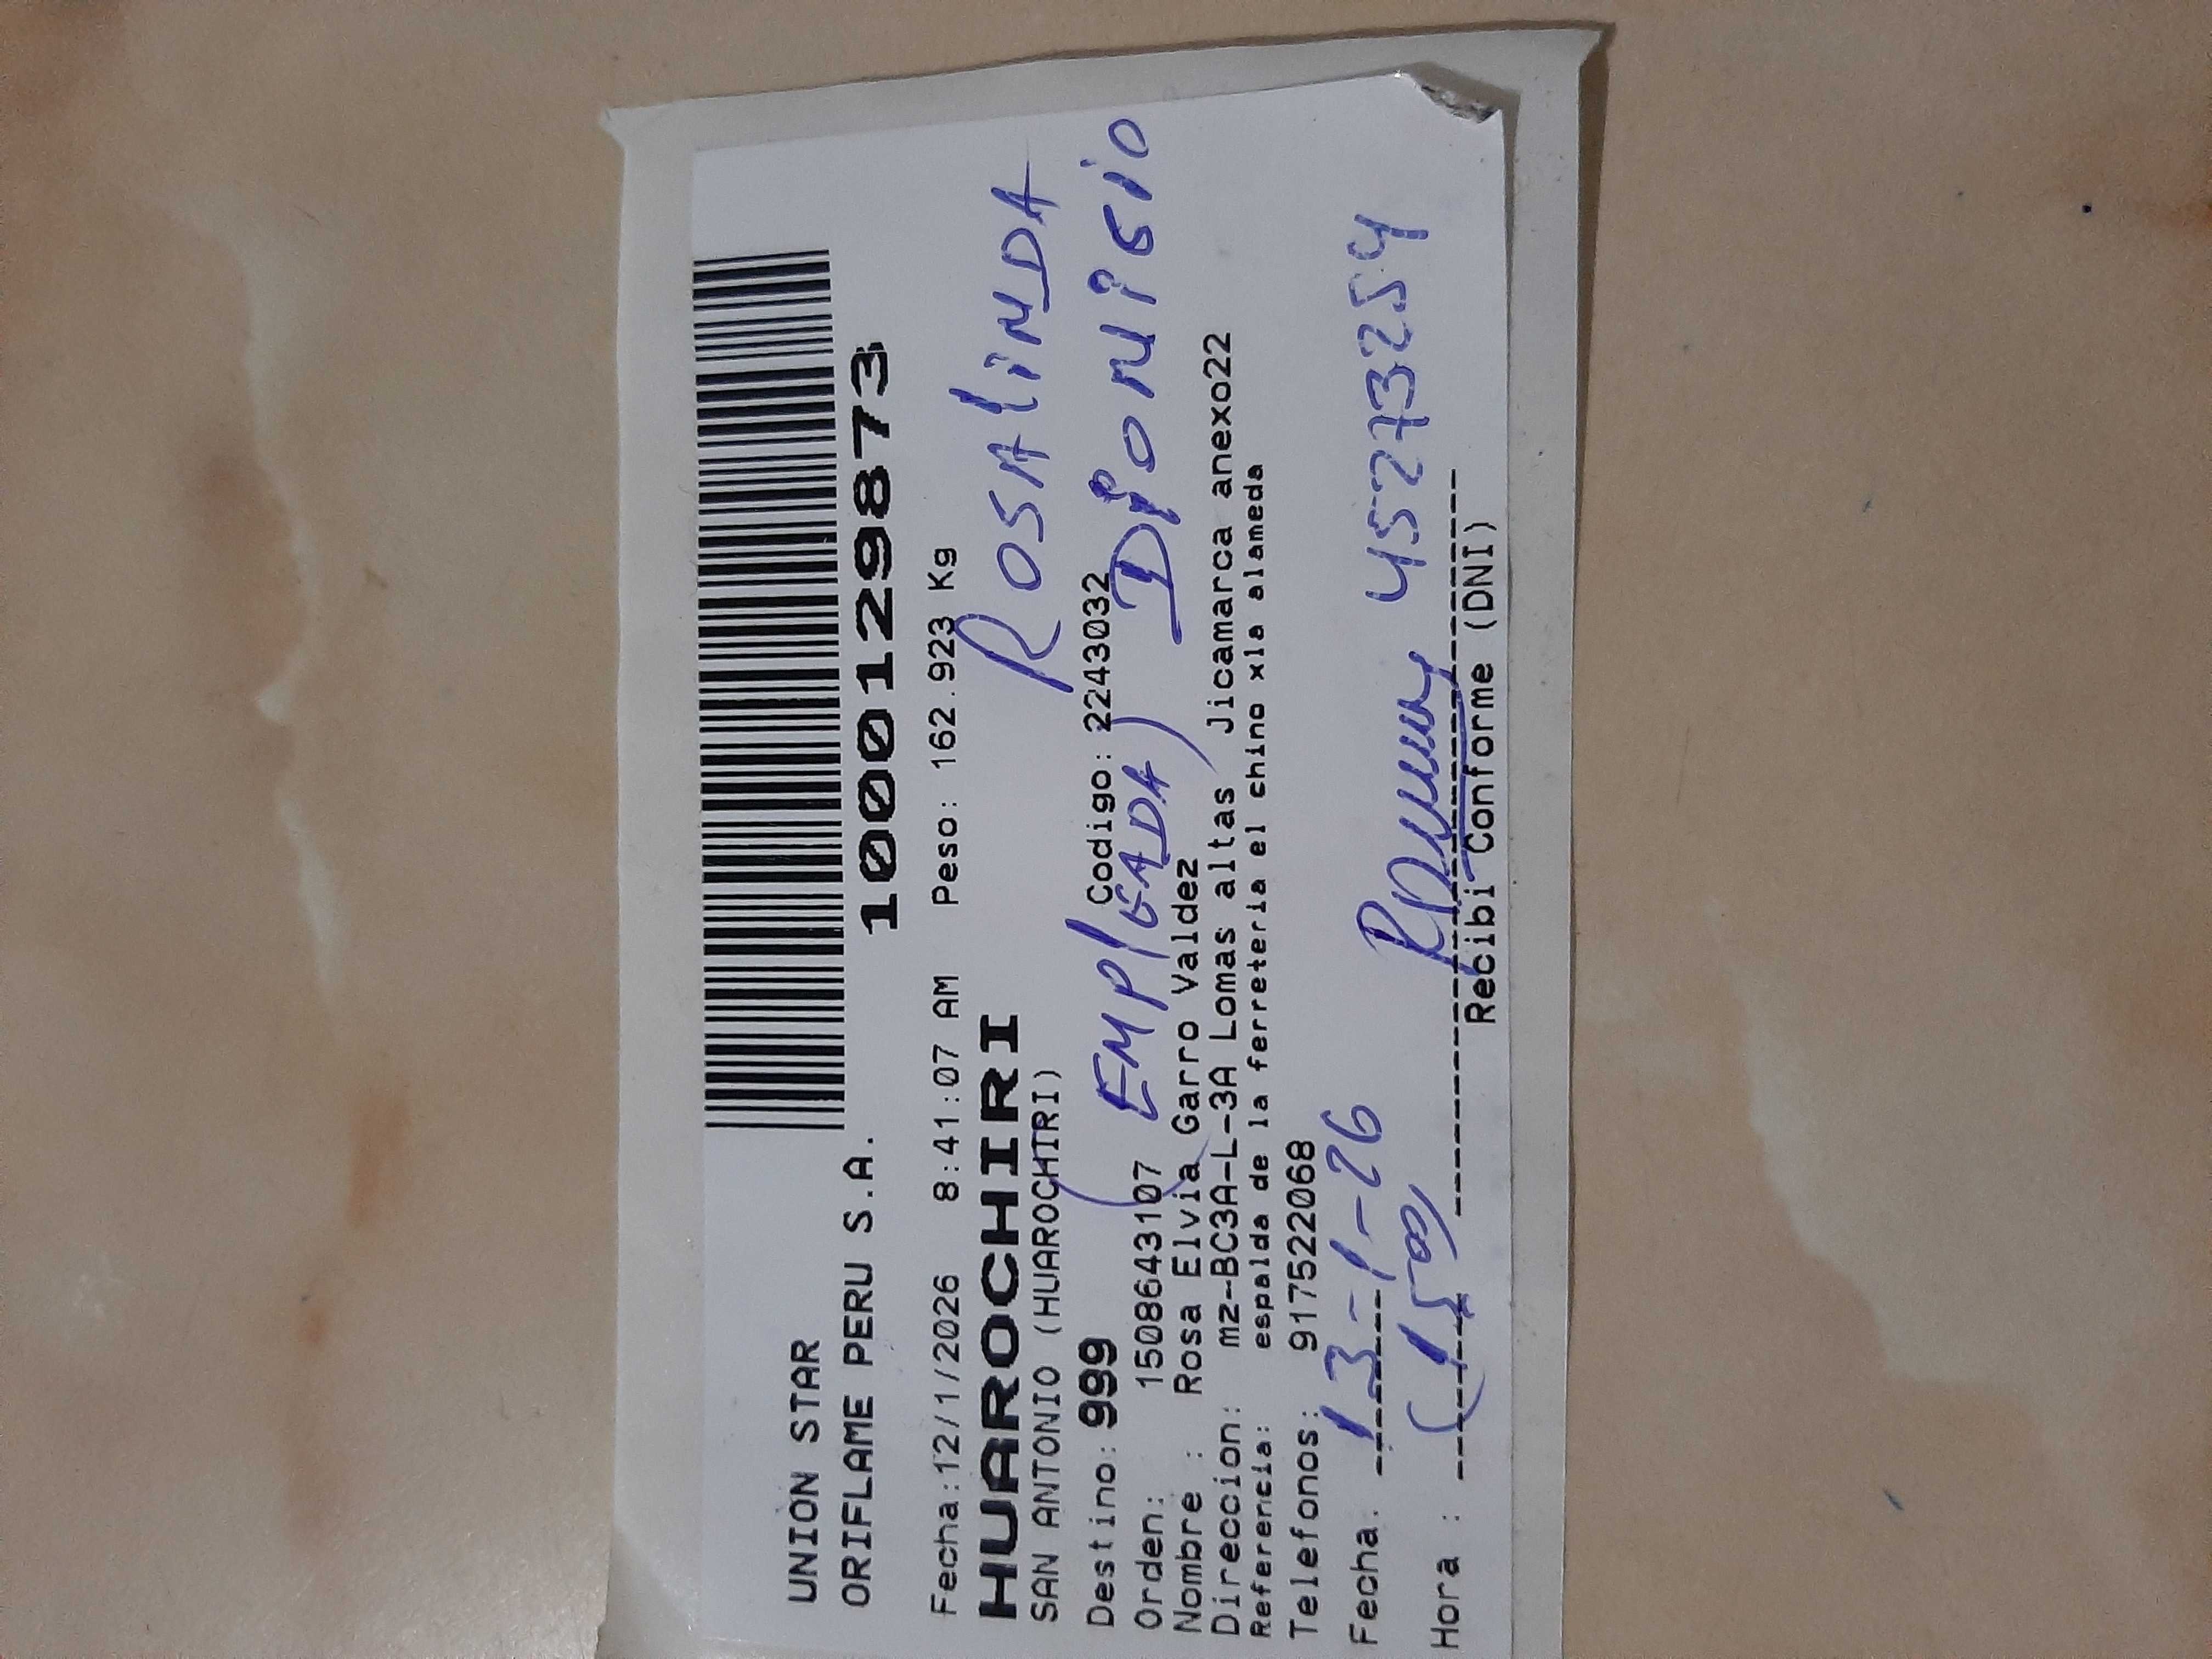 UNION STAR
ORIFLAME PERU S.A.
1000129873
Fecha:12/1/2026 8:41:07 AM Peso: 162.923 Kg
HUAROCHIRI
SAN ANTONIO (HUAROCHIRI)
ROSAliNDA
Destino: 999 Codigo: 2243032
(EMPlEADA) DiONiSiO
Orden: 1508643107
Nombre : Rosa Elvia Garro Valdez
Direccion: mz-BC3A-L-3A Lomas altas Jicamarca anexo22
Referencia: espalda de la ferreteria el chino xla alameda
Telefonos: 917522068
Fecha: 13-1-26
45273254
Hora :
Recibi Conforme (DNI)